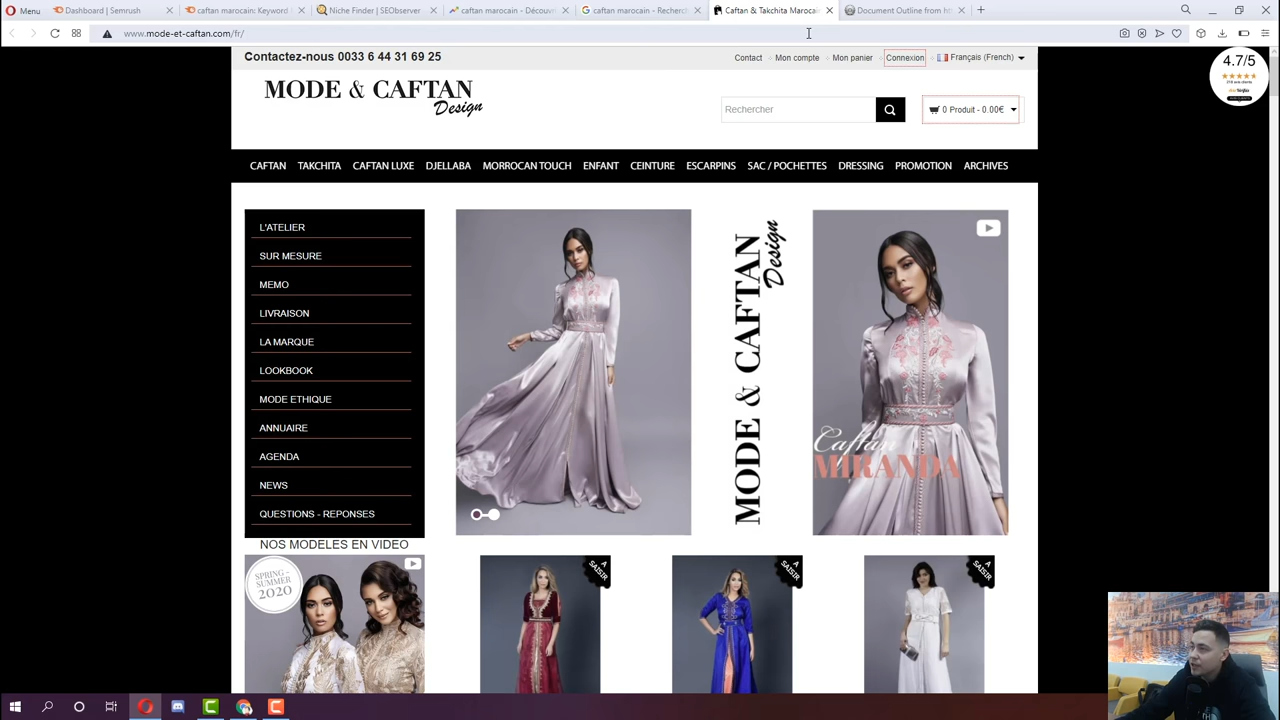 Menu
Dashboard | Semrush
caftan marocain: Keyword
Niche Finder | SEObserver
caftan marocain - Découv
caftan marocain - Recherc
Caftan & Takchita Marocai
Document Outline from ht
www.mode-et-caftan.com/fr/
Contactez-nous 0033 6 44 31 69 25
Contact
Mon compte
Mon panier
Connexion
Français (French)
4.7/5
MODE & CAFTAN
Design
Rechercher
0 Produit - 0.00€
CAFTAN TAKCHITA CAFTAN LUXE DJELLABA MORROCAN TOUCH ENFANT CEINTURE ESCARPINS SAC / POCHETTES DRESSING PROMOTION ARCHIVES
L'ATELIER
SUR MESURE
MEMO
LIVRAISON
LA MARQUE
LOOKBOOK
MODE ETHIQUE
ANNUAIRE
AGENDA
NEWS
QUESTIONS - REPONSES
MODE & CAFTAN
Design
Caftan
MIRANDA
NOS MODELES EN VIDEO
SPRING -
SUMMER
2020
A
SAISIR
A
SAISIR
A
SAISIR